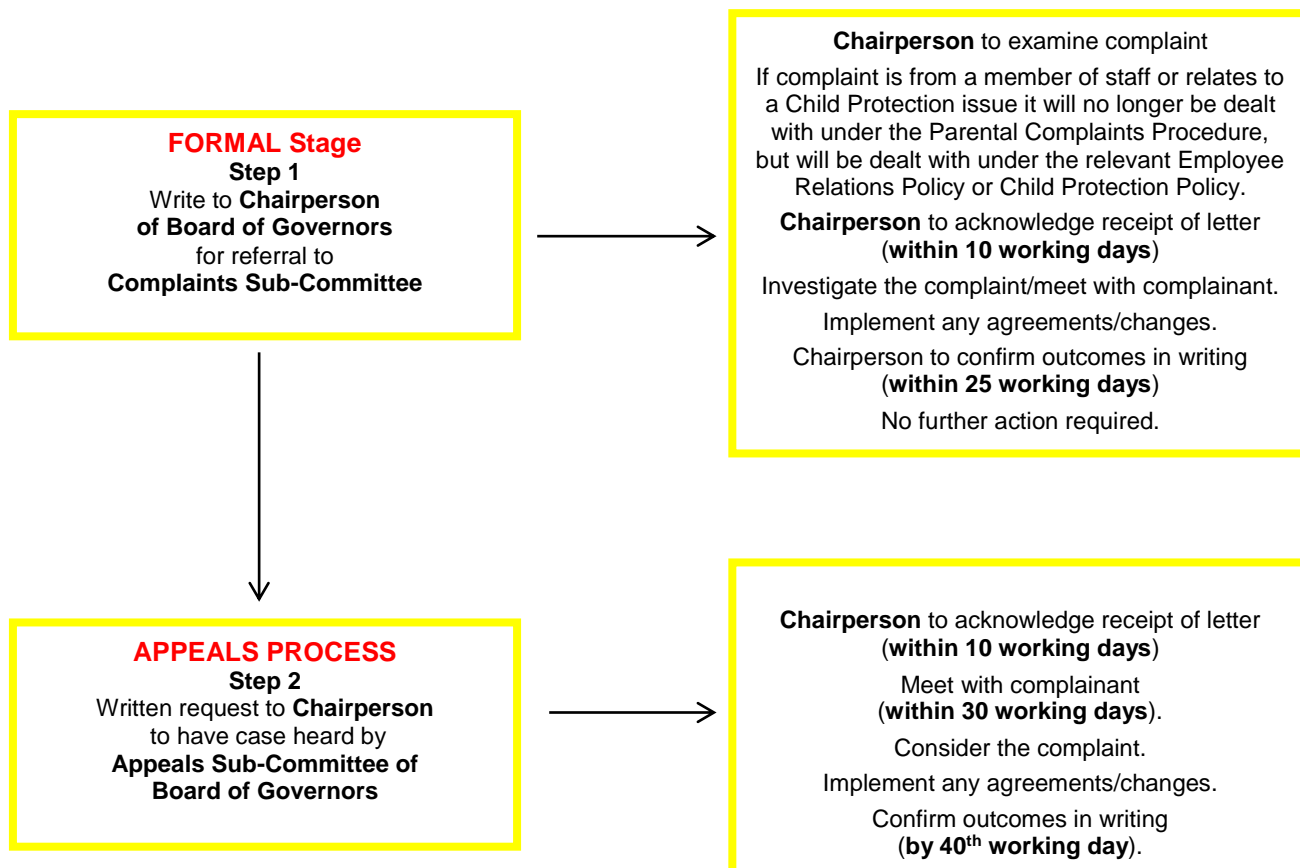 FORMAL Stage
Step 1
Write to Chairperson
of Board of Governors
for referral to
Complaints Sub-Committee
Chairperson to examine complaint
If complaint is from a member of staff or relates to
a Child Protection issue it will no longer be dealt
with under the Parental Complaints Procedure,
but will be dealt with under the relevant Employee
Relations Policy or Child Protection Policy.
Chairperson to acknowledge receipt of letter
(within 10 working days)
Investigate the complaint/meet with complainant.
Implement any agreements/changes.
Chairperson to confirm outcomes in writing
(within 25 working days)
No further action required.
APPEALS PROCESS
Step 2
Written request to Chairperson
to have case heard by
Appeals Sub-Committee of
Board of Governors
Chairperson to acknowledge receipt of letter
(within 10 working days)
Meet with complainant
(within 30 working days).
Consider the complaint.
Implement any agreements/changes.
Confirm outcomes in writing
(by 40th working day).